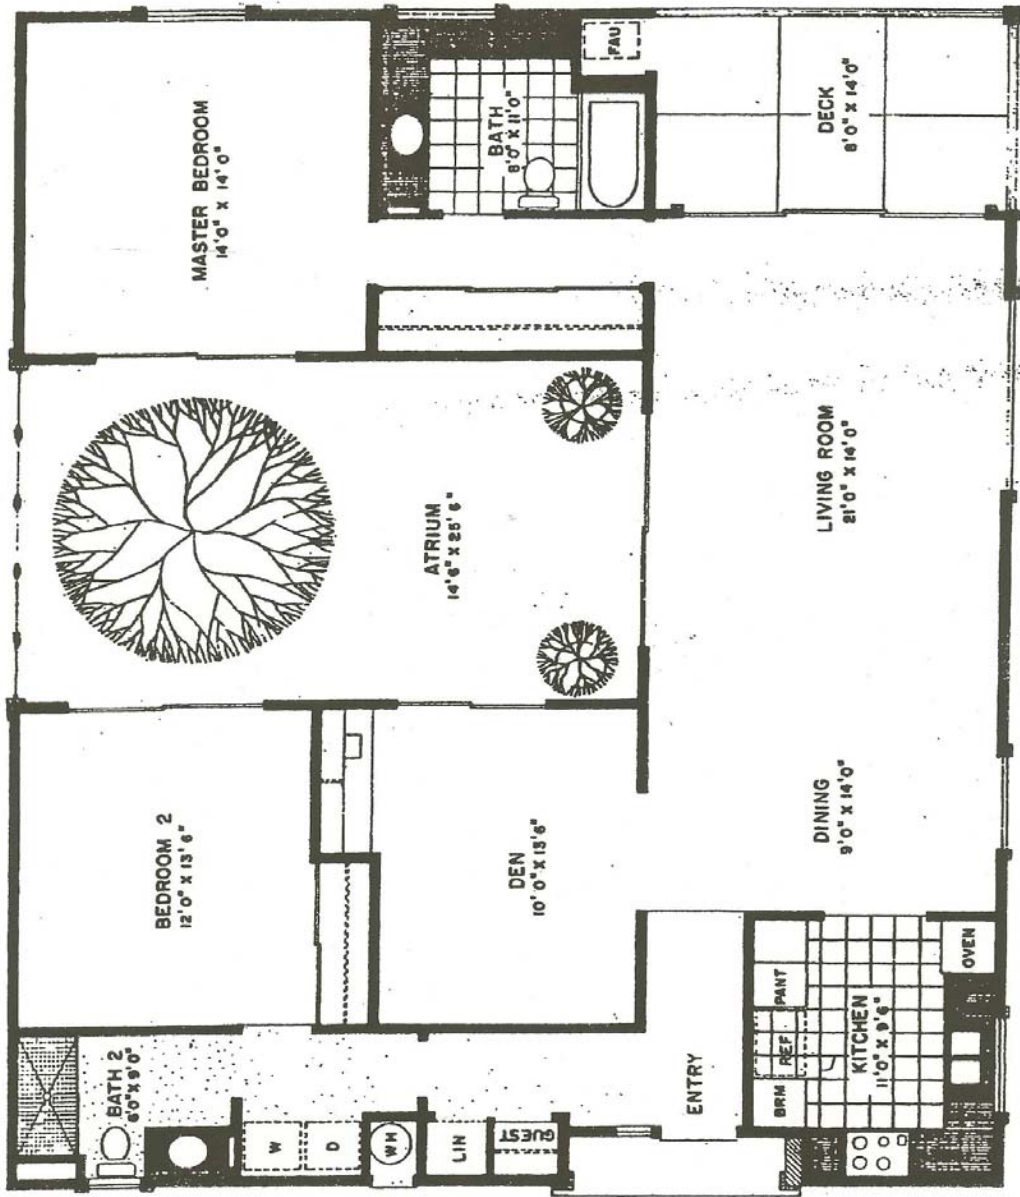 MASTER BEDROOM
14'0" X 14'0"
BATH
8'0" X 11'0"
FAU
DECK
8'0" X 14'0"
ATRIUM
14'6" X 25'6"
LIVING ROOM
21'0" X 14'0"
BEDROOM 2
12'0" X 13'6"
DEN
10'0" X 13'6"
DINING
9'0" X 14'0"
BATH 2
6'0" X 9'0"
W
D
WH
LIN
GUEST
ENTRY
BRM
REF
PANT
KITCHEN
11'0" X 9'6"
OVEN